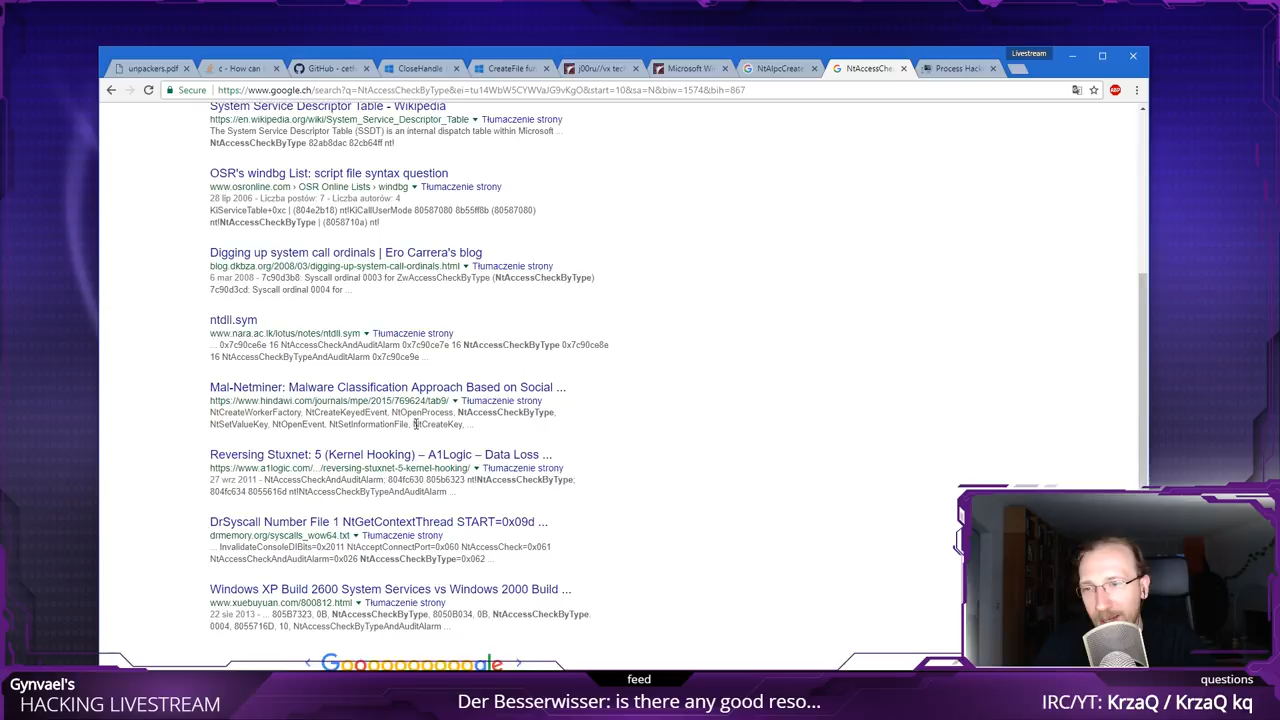 Livestream
unpackers.pdf
c - How can I
GitHub - ceth
CloseHandle
CreateFile fun
j00ru//vx tech
Microsoft Wi
NtAlpcCreate
NtAccessChe
Process Hack
Secure
https://www.google.ch/search?q=NtAccessCheckByType&ei=tu14WbW5CYWVaJG9vKgO&start=10&sa=N&biw=1574&bih=867
System Service Descriptor Table - Wikipedia
https://en.wikipedia.org/wiki/System_Service_Descriptor_Table Tłumaczenie strony
The System Service Descriptor Table (SSDT) is an internal dispatch table within Microsoft ...
NtAccessCheckByType 82ab8dac 82cb64ff nt!
OSR's windbg List: script file syntax question
www.osronline.com › OSR Online Lists › windbg Tłumaczenie strony
28 lip 2006 - Liczba postów: 7 - Liczba autorów: 4
KiServiceTable+0xc | (804e2b18) nt!KiCallUserMode 80587080 8b55ff8b (80587080)
nt!NtAccessCheckByType | (8058710a) nt!
Digging up system call ordinals | Ero Carrera's blog
blog.dkbza.org/2008/03/digging-up-system-call-ordinals.html Tłumaczenie strony
6 mar 2008 - 7c90d3b8: Syscall ordinal 0003 for ZwAccessCheckByType (NtAccessCheckByType)
7c90d3cd: Syscall ordinal 0004 for ...
ntdll.sym
www.nara.ac.lk/lotus/notes/ntdll.sym Tłumaczenie strony
... 0x7c90ce6e 16 NtAccessCheckAndAuditAlarm 0x7c90ce7e 16 NtAccessCheckByType 0x7c90ce8e
16 NtAccessCheckByTypeAndAuditAlarm 0x7c90ce9e ...
Mal-Netminer: Malware Classification Approach Based on Social ...
https://www.hindawi.com/journals/mpe/2015/769624/tab9/ Tłumaczenie strony
NtCreateWorkerFactory, NtCreateKeyedEvent, NtOpenProcess, NtAccessCheckByType,
NtSetValueKey, NtOpenEvent, NtSetInformationFile, NtCreateKey, ...
Reversing Stuxnet: 5 (Kernel Hooking) – A1Logic – Data Loss ...
https://www.a1logic.com/.../reversing-stuxnet-5-kernel-hooking/ Tłumaczenie strony
27 wrz 2011 - NtAccessCheckAndAuditAlarm; 804fc630 805b6323 nt!NtAccessCheckByType;
804fc634 8055616d nt!NtAccessCheckByTypeAndAuditAlarm ...
DrSyscall Number File 1 NtGetContextThread START=0x09d ...
drmemory.org/syscalls_wow64.txt Tłumaczenie strony
... InvalidateConsoleDIBits=0x2011 NtAcceptConnectPort=0x060 NtAccessCheck=0x061
NtAccessCheckAndAuditAlarm=0x026 NtAccessCheckByType=0x062 ...
Windows XP Build 2600 System Services vs Windows 2000 Build ...
www.xuebuyuan.com/800812.html Tłumaczenie strony
22 sie 2013 - ... 805B7323, 0B, NtAccessCheckByType, 8050B034, 0B, NtAccessCheckByType.
0004, 8055716D, 10, NtAccessCheckByTypeAndAuditAlarm ...
Goooooooooogle
Gynvael's
HACKING LIVESTREAM
feed
Der Besserwisser: is there any good reso...
questions
IRC/YT: KrzaQ / KrzaQ kq